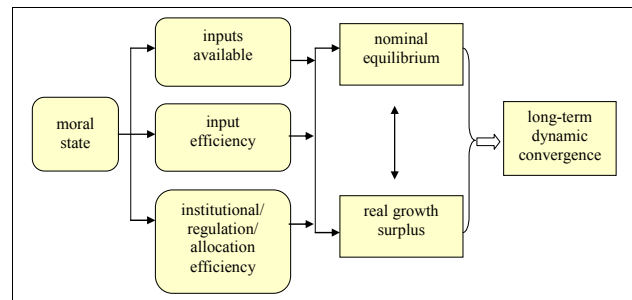 moral
state
inputs
available
input
efficiency
institutional/
regulation/
allocation
efficiency
nominal
equilibrium
real growth
surplus
long-term
dynamic
convergence